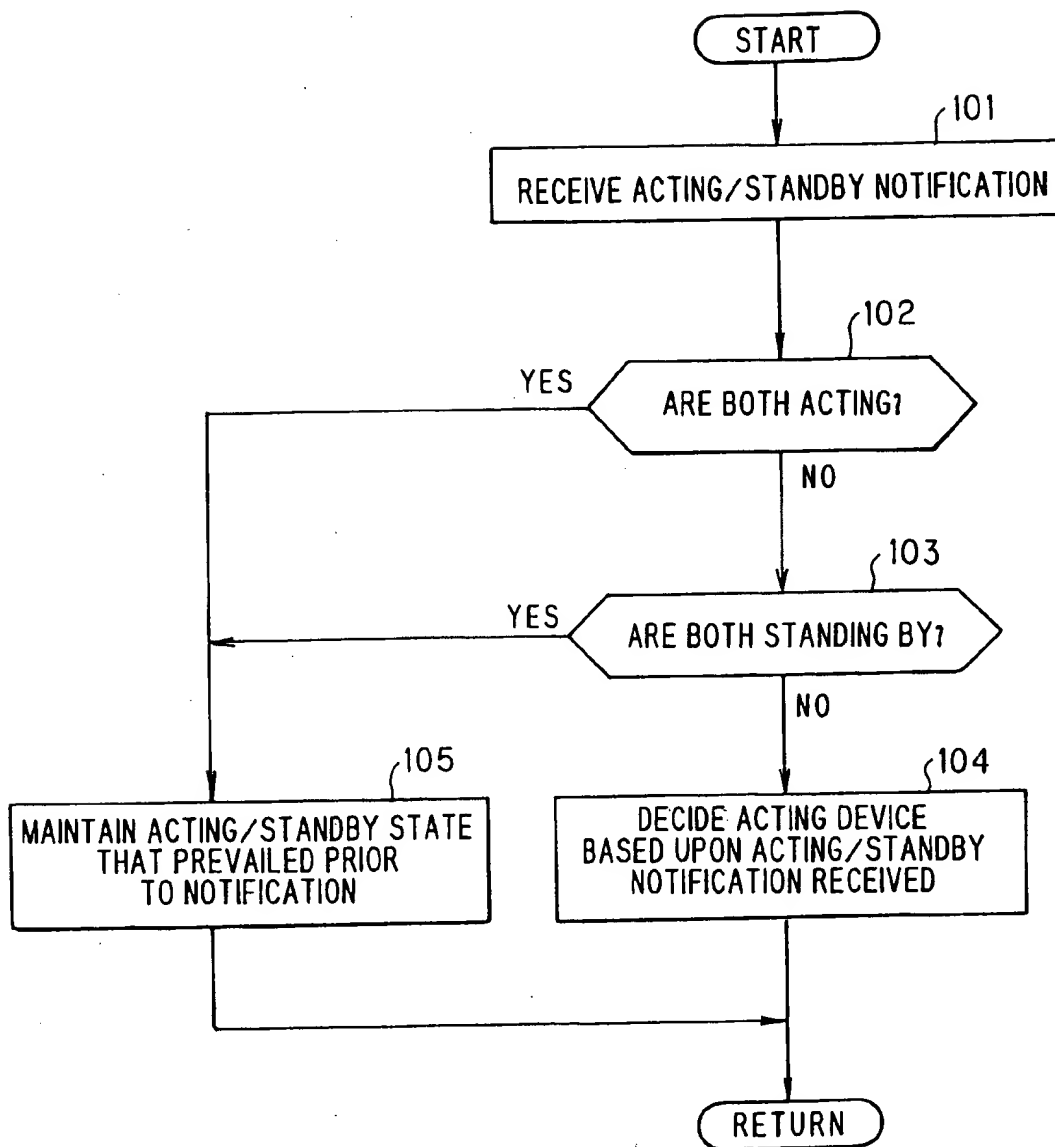 START
101
RECEIVE ACTING/STANDBY NOTIFICATION
102
YES
ARE BOTH ACTING?
NO
103
YES
ARE BOTH STANDING BY?
NO
105
104
MAINTAIN ACTING/STANDBY STATE
THAT PREVAILED PRIOR
TO NOTIFICATION
DECIDE ACTING DEVICE
BASED UPON ACTING/STANDBY
NOTIFICATION RECEIVED
RETURN